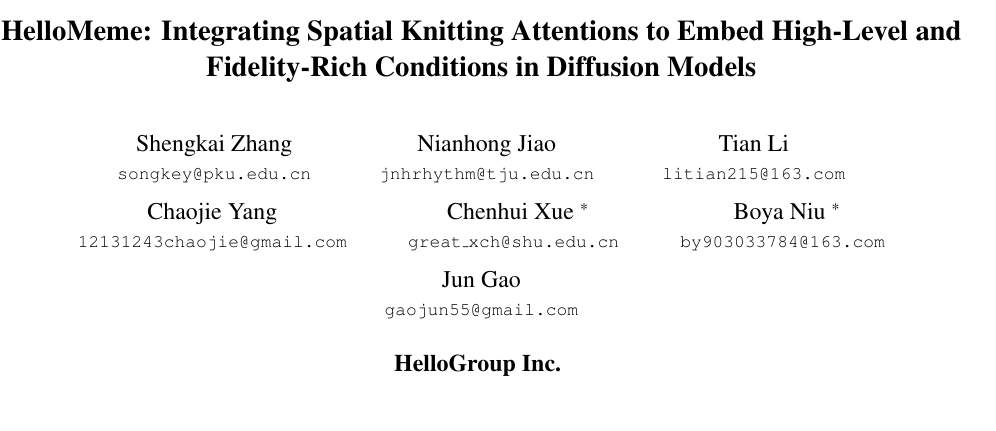 HelloMeme: Integrating Spatial Knitting Attentions to Embed High-Level and
Fidelity-Rich Conditions in Diffusion Models
Shengkai Zhang Nianhong Jiao Tian Li
songkey@pku.edu.cn jnhrhythm@tju.edu.cn litian215@163.com
Chaojie Yang Chenhui Xue * Boya Niu *
12131243chaojie@gmail.com great_xch@shu.edu.cn by903033784@163.com
Jun Gao
gaojun55@gmail.com
HelloGroup Inc.